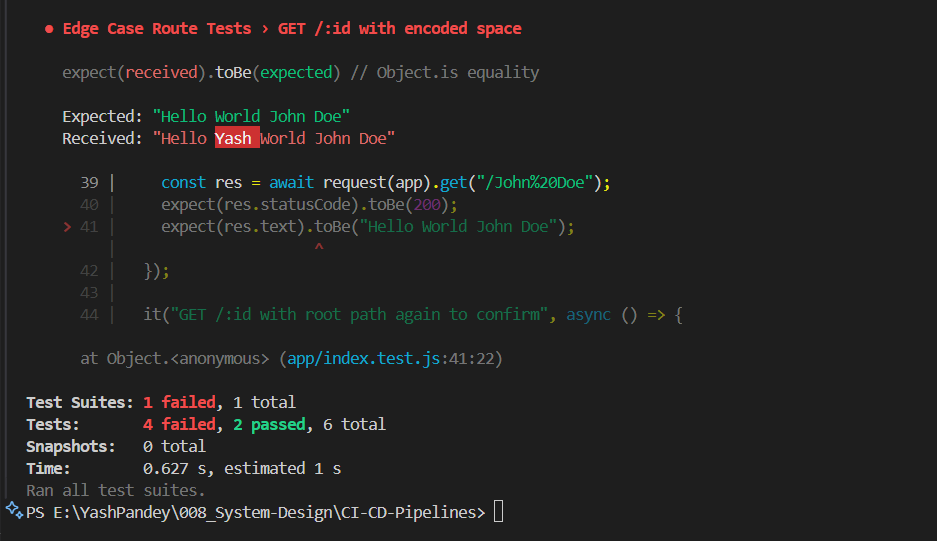 ● Edge Case Route Tests › GET /:id with encoded space
expect(received).toBe(expected) // Object.is equality
Expected: "Hello World John Doe"
Received: "Hello Yash World John Doe"
39 |     const res = await request(app).get("/John%20Doe");
40 |     expect(res.statusCode).toBe(200);
> 41 |     expect(res.text).toBe("Hello World John Doe");
|                      ^
42 |   });
43 |
44 |   it("GET /:id with root path again to confirm", async () => {
at Object.<anonymous> (app/index.test.js:41:22)
Test Suites: 1 failed, 1 total
Tests:       4 failed, 2 passed, 6 total
Snapshots:   0 total
Time:        0.627 s, estimated 1 s
Ran all test suites.
PS E:\YashPandey\008_System-Design\CI-CD-Pipelines>